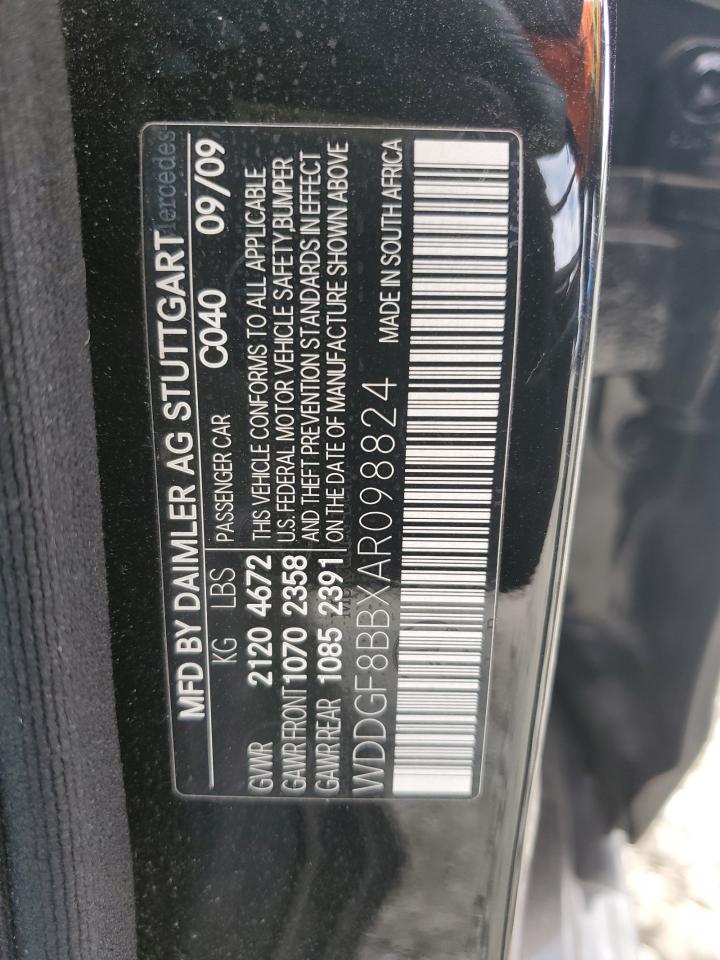 MFD BY DAIMLER AG STUTTGART
KG LBS PASSENGER CAR C040 09/09
GVWR 2120 4672 THIS VEHICLE CONFORMS TO ALL APPLICABLE
GAWR FRONT 1070 2358 U.S. FEDERAL MOTOR VEHICLE SAFETY,BUMPER
GAWR REAR 1085 2391 AND THEFT PREVENTION STANDARDS IN EFFECT
ON THE DATE OF MANUFACTURE SHOWN ABOVE
WDDGF8BBXAR098824 MADE IN SOUTH AFRICA